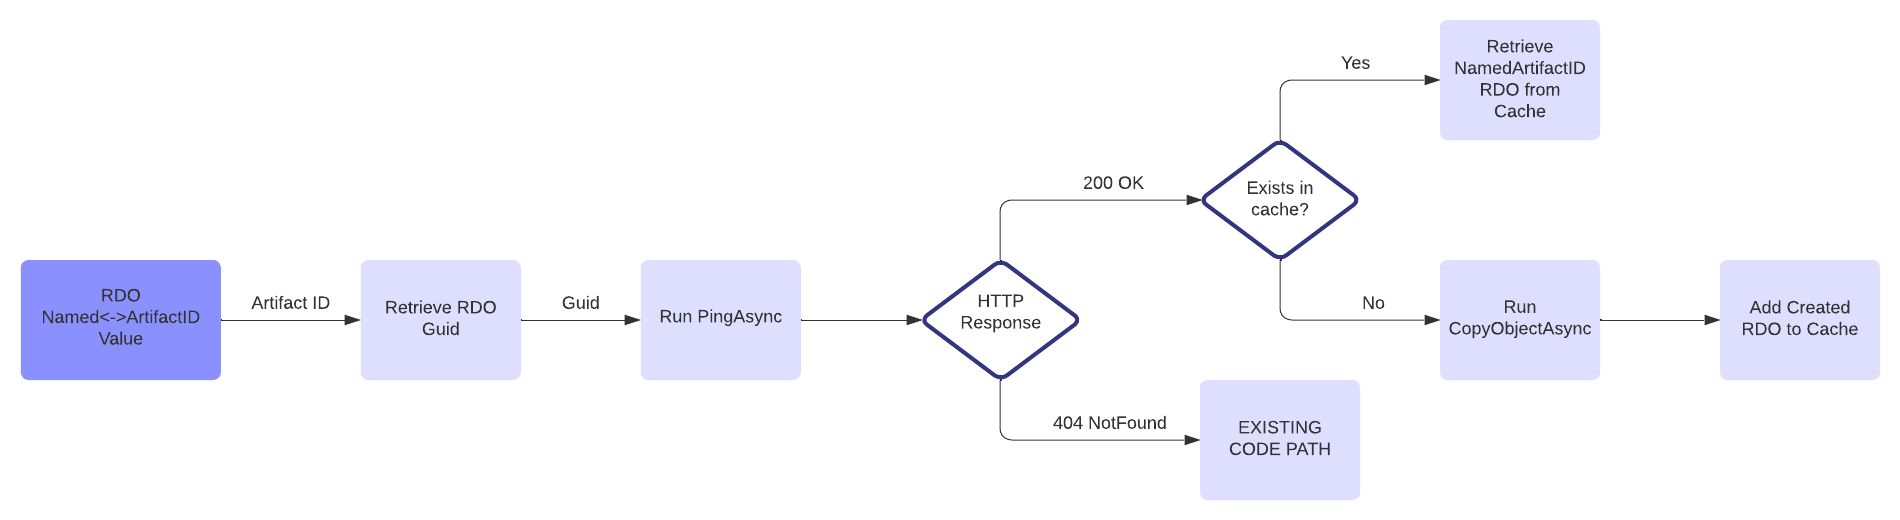 RDO
Named<->ArtifactID
Value
Artifact ID
Retrieve RDO
Guid
Guid
Run PingAsync
HTTP
Response
200 OK
404 NotFound
Exists in
cache?
Yes
No
Retrieve
NamedArtifactID
RDO from
Cache
Run
CopyObjectAsync
Add Created
RDO to Cache
EXISTING
CODE PATH